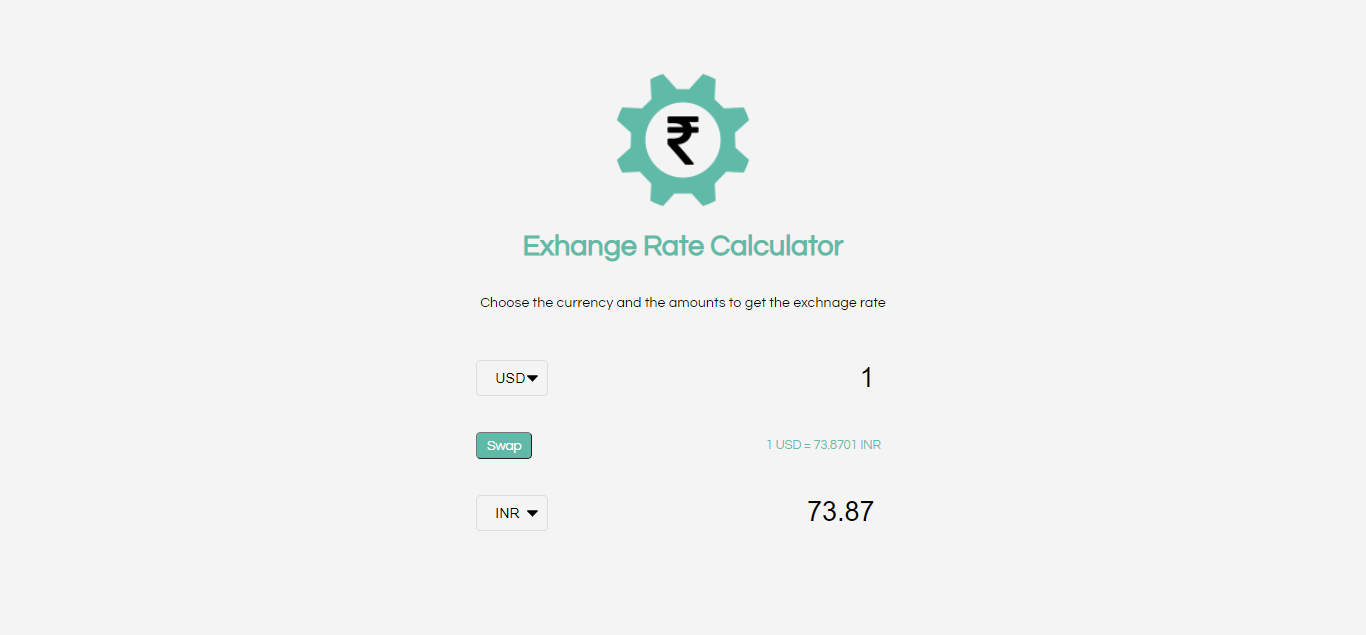 ₹
Exhange Rate Calculator
Choose the currency and the amounts to get the exchnage rate
USD 1
Swap 1 USD = 73.8701 INR
INR 73.87